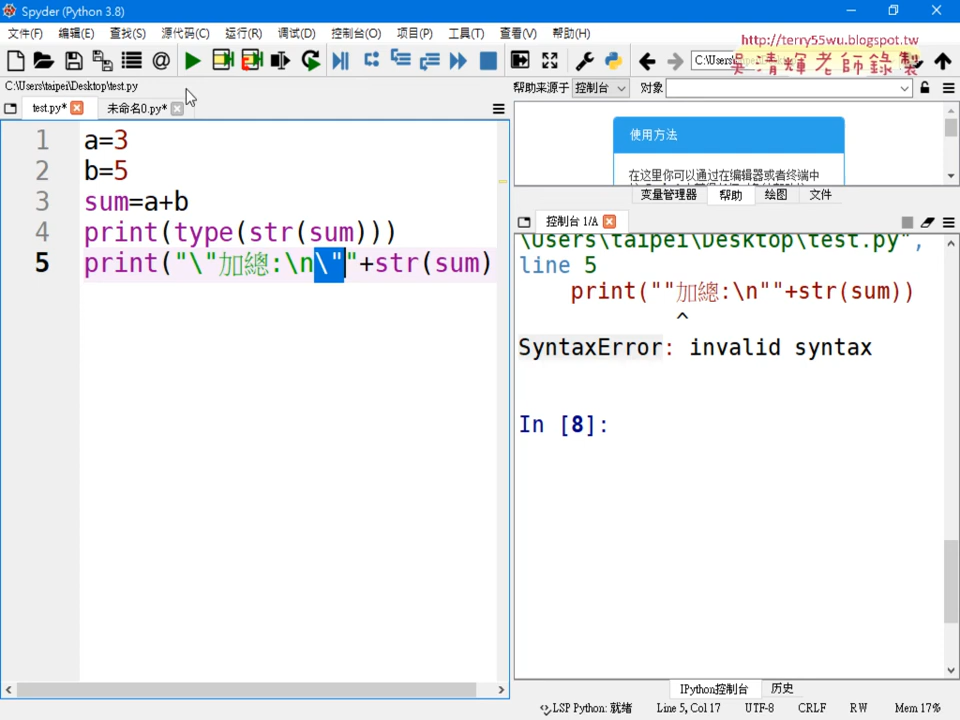 Spyder (Python 3.8)
文件(F) 编辑(E) 查找(S) 源代码(C) 运行(R) 调试(D) 控制台(O) 项目(P) 工具(T) 查看(V) 帮助(H)
http://terry55wu.blogspot.tw
C:\Users
吳清輝老師錄製
C:\Users\taipei\Desktop\test.py
帮助来源于 控制台 对象
test.py* 未命名0.py*
1 a=3
2 b=5
3 sum=a+b
4 print(type(str(sum)))
5 print("\"加總:\n\""+str(sum)
使用方法
在这里你可以通过在编辑器或者终端中
变量管理器 帮助 绘图 文件
控制台 1/A
\Users\taipei\Desktop\test.py",
line 5
print(""加總:\n""+str(sum))
^
SyntaxError: invalid syntax
In [8]:
IPython控制台 历史
LSP Python: 就绪 Line 5, Col 17 UTF-8 CRLF RW Mem 17%